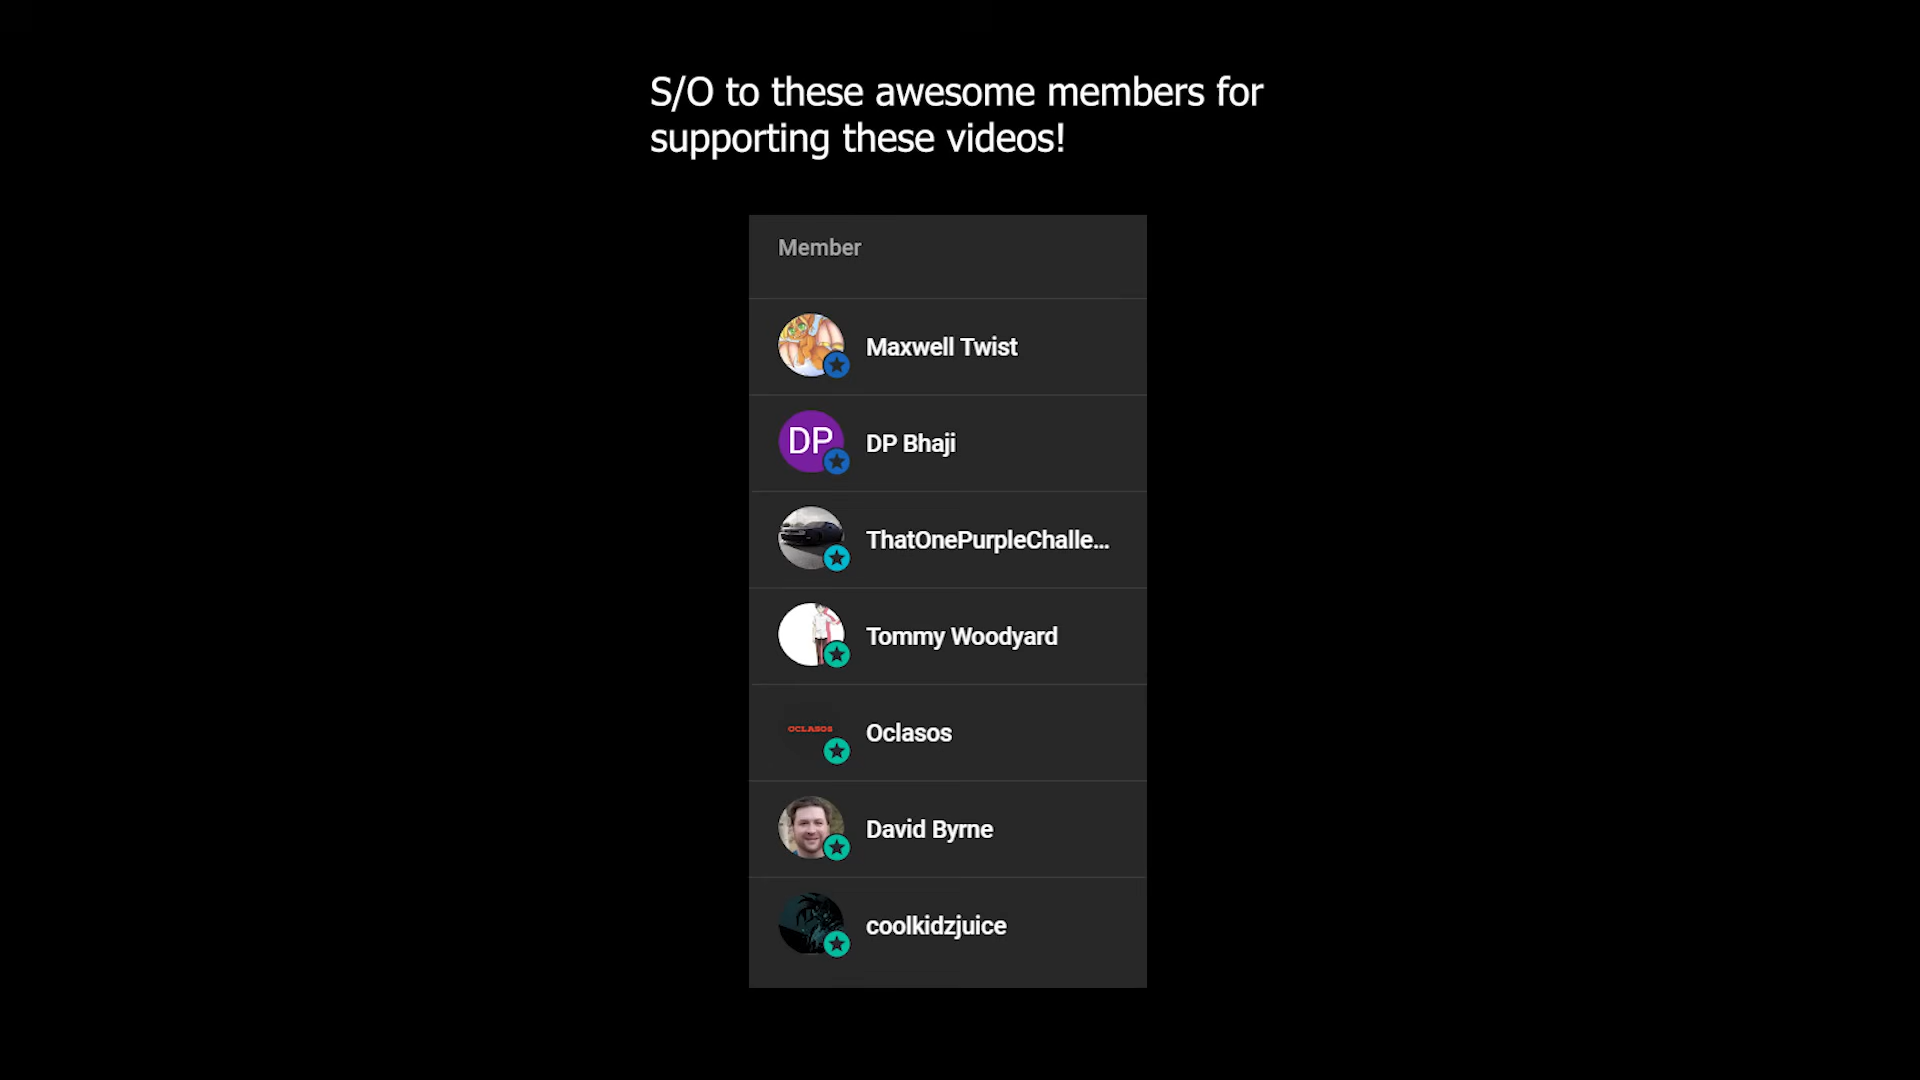 S/O to these awesome members for
supporting these videos!
Member
Maxwell Twist
DP
DP Bhaji
ThatOnePurpleChalle...
Tommy Woodyard
OCLASOS
Oclasos
David Byrne
coolkidzjuice